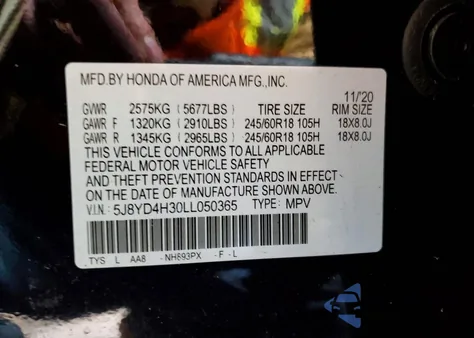 MFD.BY HONDA OF AMERICA MFG.,INC.
11/'20
GVWR 2575KG (5677LBS) TIRE SIZE RIM SIZE
GAWR F 1320KG (2910LBS) 245/60R18 105H 18X8.0J
GAWR R 1345KG (2965LBS) 245/60R18 105H 18X8.0J
THIS VEHICLE CONFORMS TO ALL APPLICABLE
FEDERAL MOTOR VEHICLE SAFETY
AND THEFT PREVENTION STANDARDS IN EFFECT
ON THE DATE OF MANUFACTURE SHOWN ABOVE.
V.I.N.: 5J8YD4H30LL050365 TYPE: MPV
TYS L AA8 -NH893PX -F-L